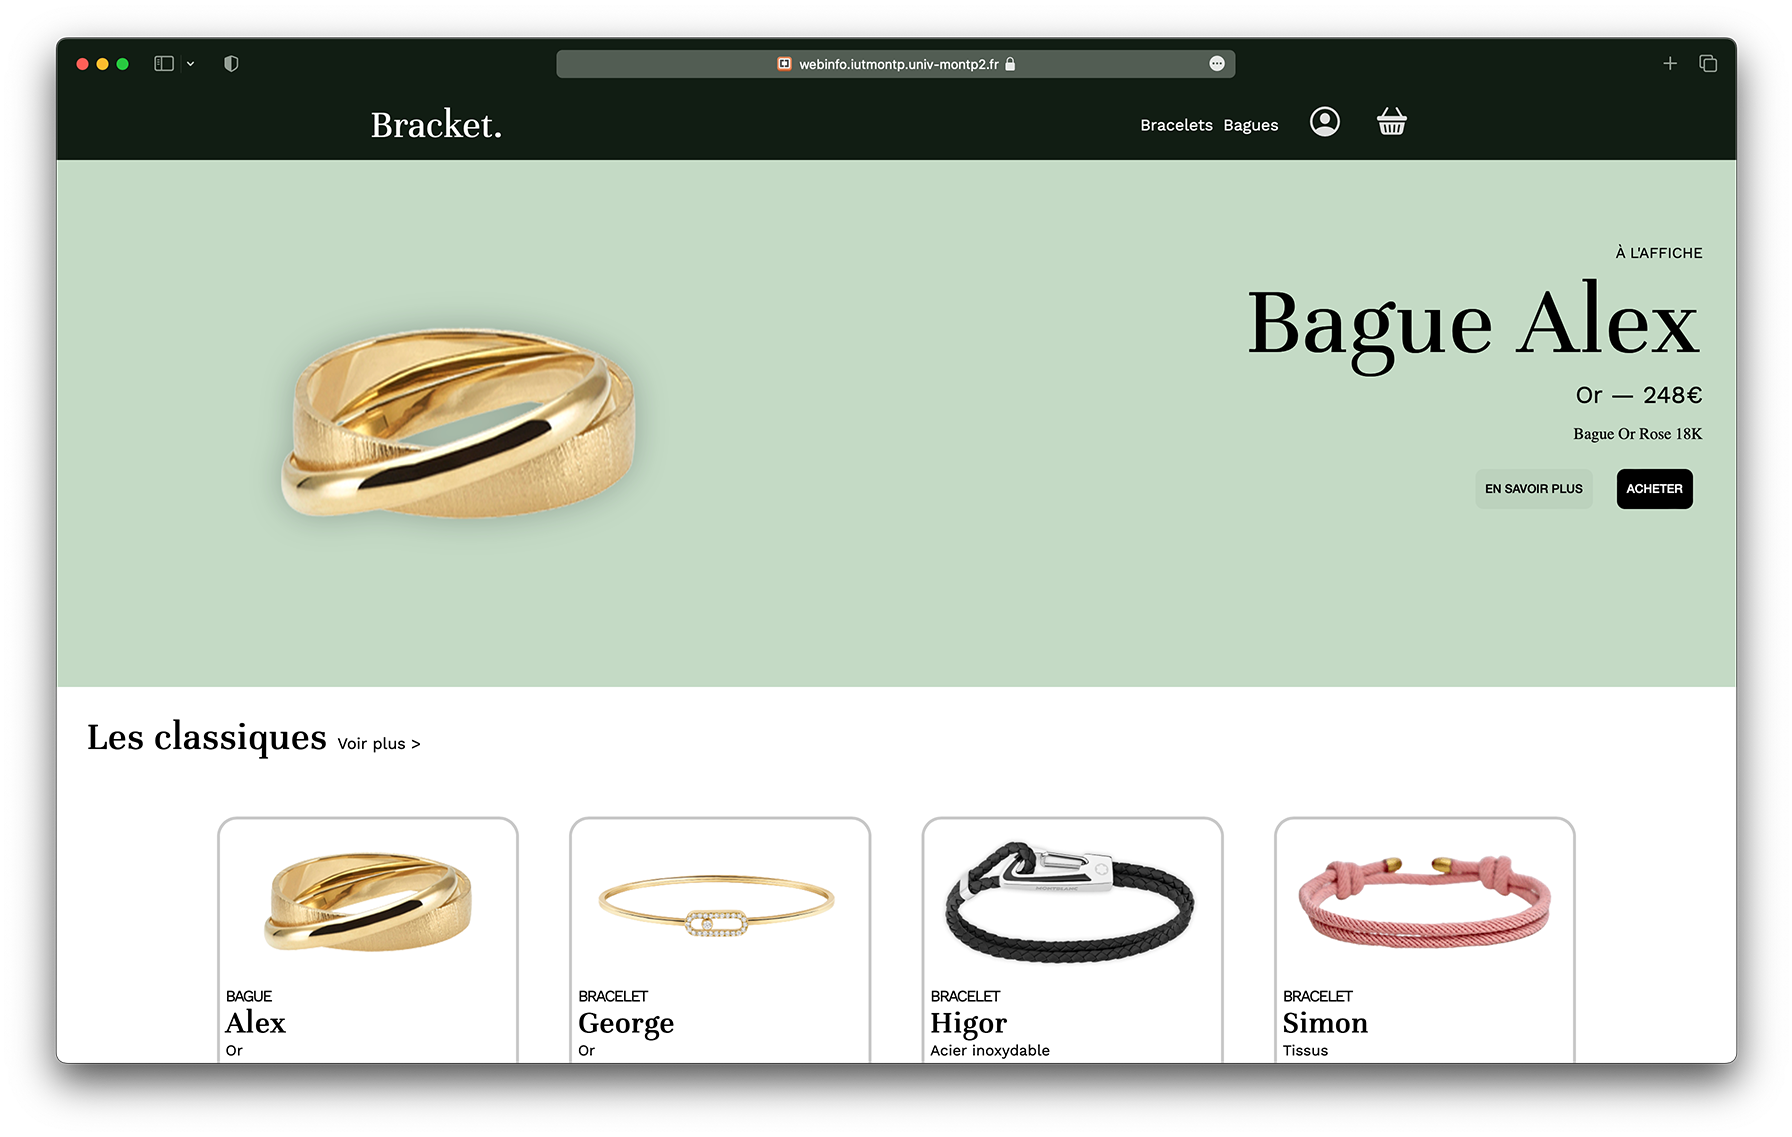 webinfo.iutmontp.univ-montp2.fr
Bracket.
Bracelets Bagues
À L'AFFICHE
Bague Alex
Or — 248€
Bague Or Rose 18K
EN SAVOIR PLUS
ACHETER
Les classiques Voir plus >
MONTBLANC
BAGUE
Alex
Or
BRACELET
George
Or
BRACELET
Higor
Acier inoxydable
BRACELET
Simon
Tissus